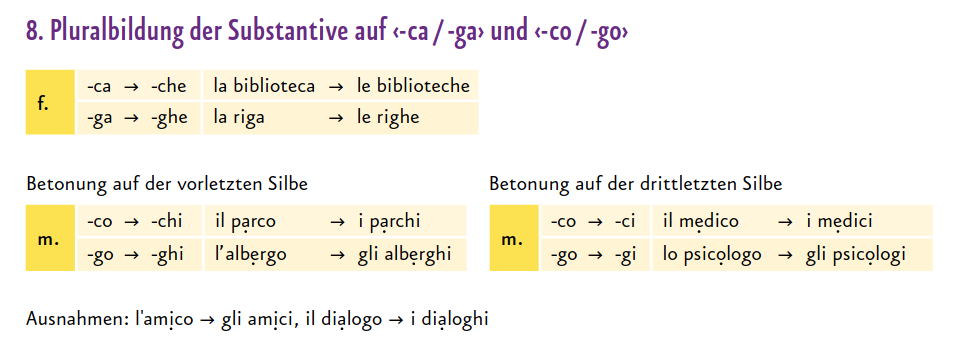 8. Pluralbildung der Substantive auf ‹-ca / -ga› und ‹-co / -go›
f.
-ca → -che la biblioteca → le biblioteche
-ga → -ghe la riga → le righe
Betonung auf der vorletzten Silbe
m.
-co → -chi il pạrco → i pạrchi
-go → -ghi l’albẹrgo → gli albẹrghi
Betonung auf der drittletzten Silbe
m.
-co → -ci il mẹdico → i mẹdici
-go → -gi lo psicọlogo → gli psicọlogi
Ausnahmen: l'amịco → gli amịci, il diạlogo → i diạloghi